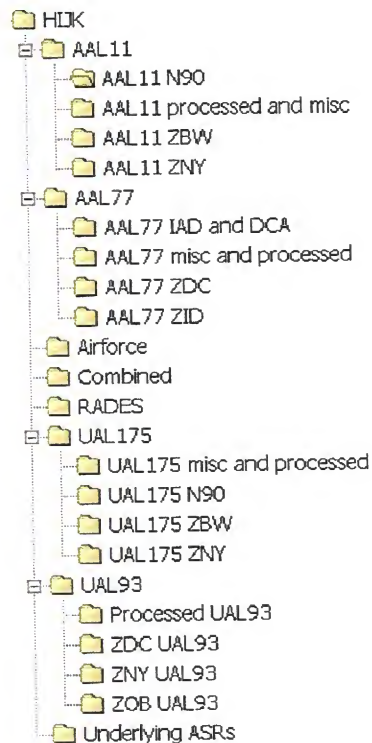 HIJK
AAL11
AAL11 N90
AAL11 processed and misc
AAL11 ZBW
AAL11 ZNY
AAL77
AAL77 IAD and DCA
AAL77 misc and processed
AAL77 ZDC
AAL77 ZID
Airforce
Combined
RADES
UAL175
UAL175 misc and processed
UAL175 N90
UAL175 ZBW
UAL175 ZNY
UAL93
Processed UAL93
ZDC UAL93
ZNY UAL93
ZOB UAL93
Underlying ASRs